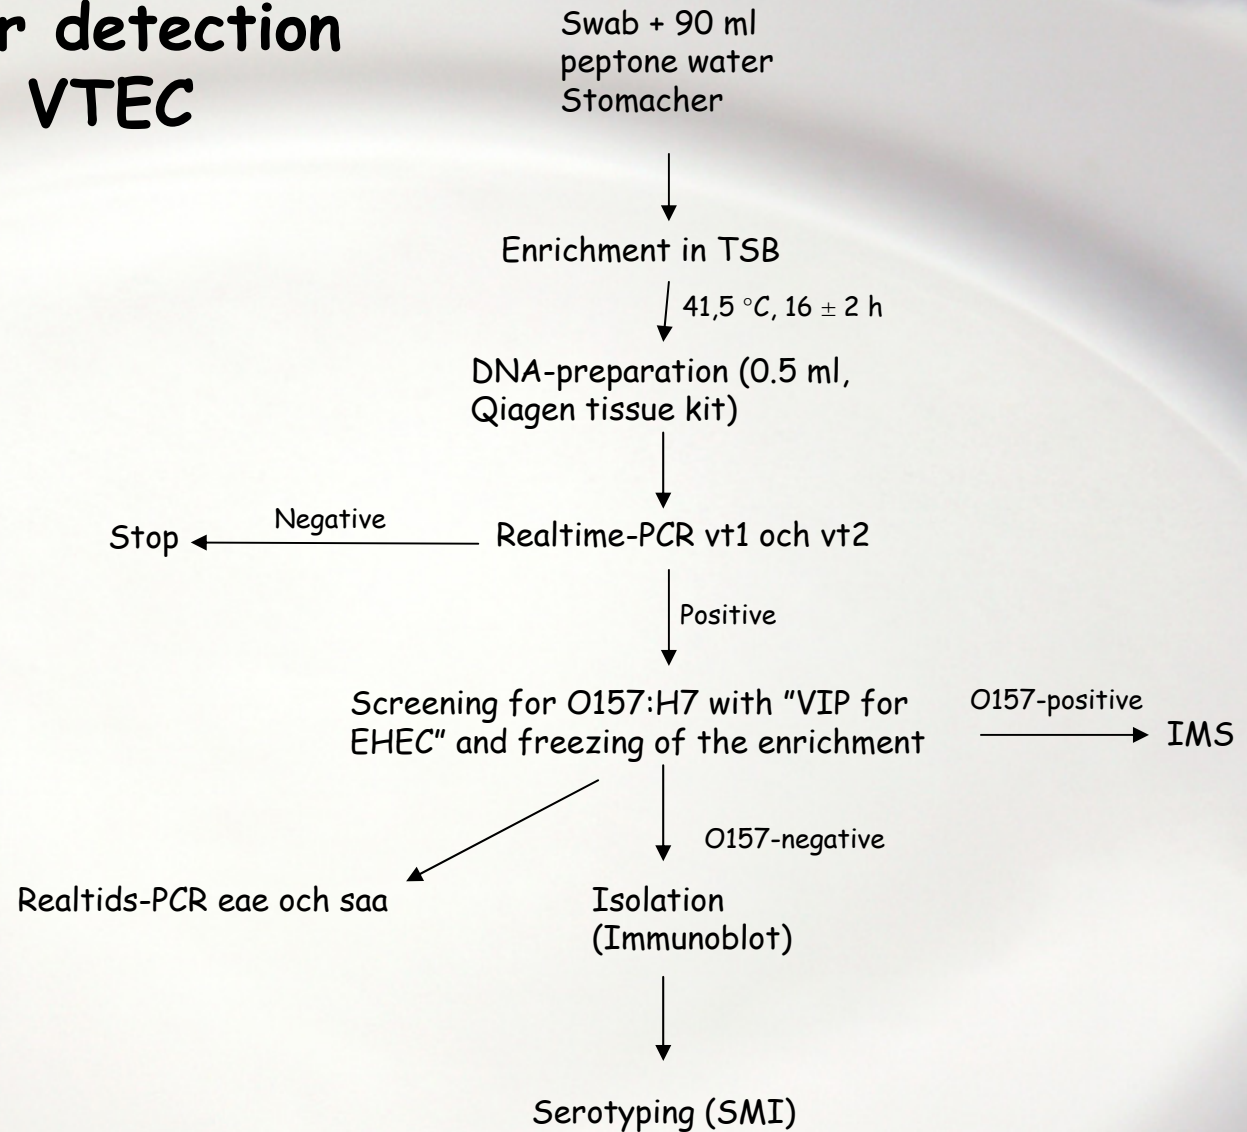 r detection
VTEC
Swab + 90 ml
peptone water
Stomacher
Enrichment in TSB
41,5 °C, 16 ± 2 h
DNA-preparation (0.5 ml,
Qiagen tissue kit)
Stop
Negative
Realtime-PCR vt1 och vt2
Positive
Screening for O157:H7 with "VIP for
EHEC" and freezing of the enrichment
O157-positive
IMS
O157-negative
Realtids-PCR eae och saa
Isolation
(Immunoblot)
Serotyping (SMI)